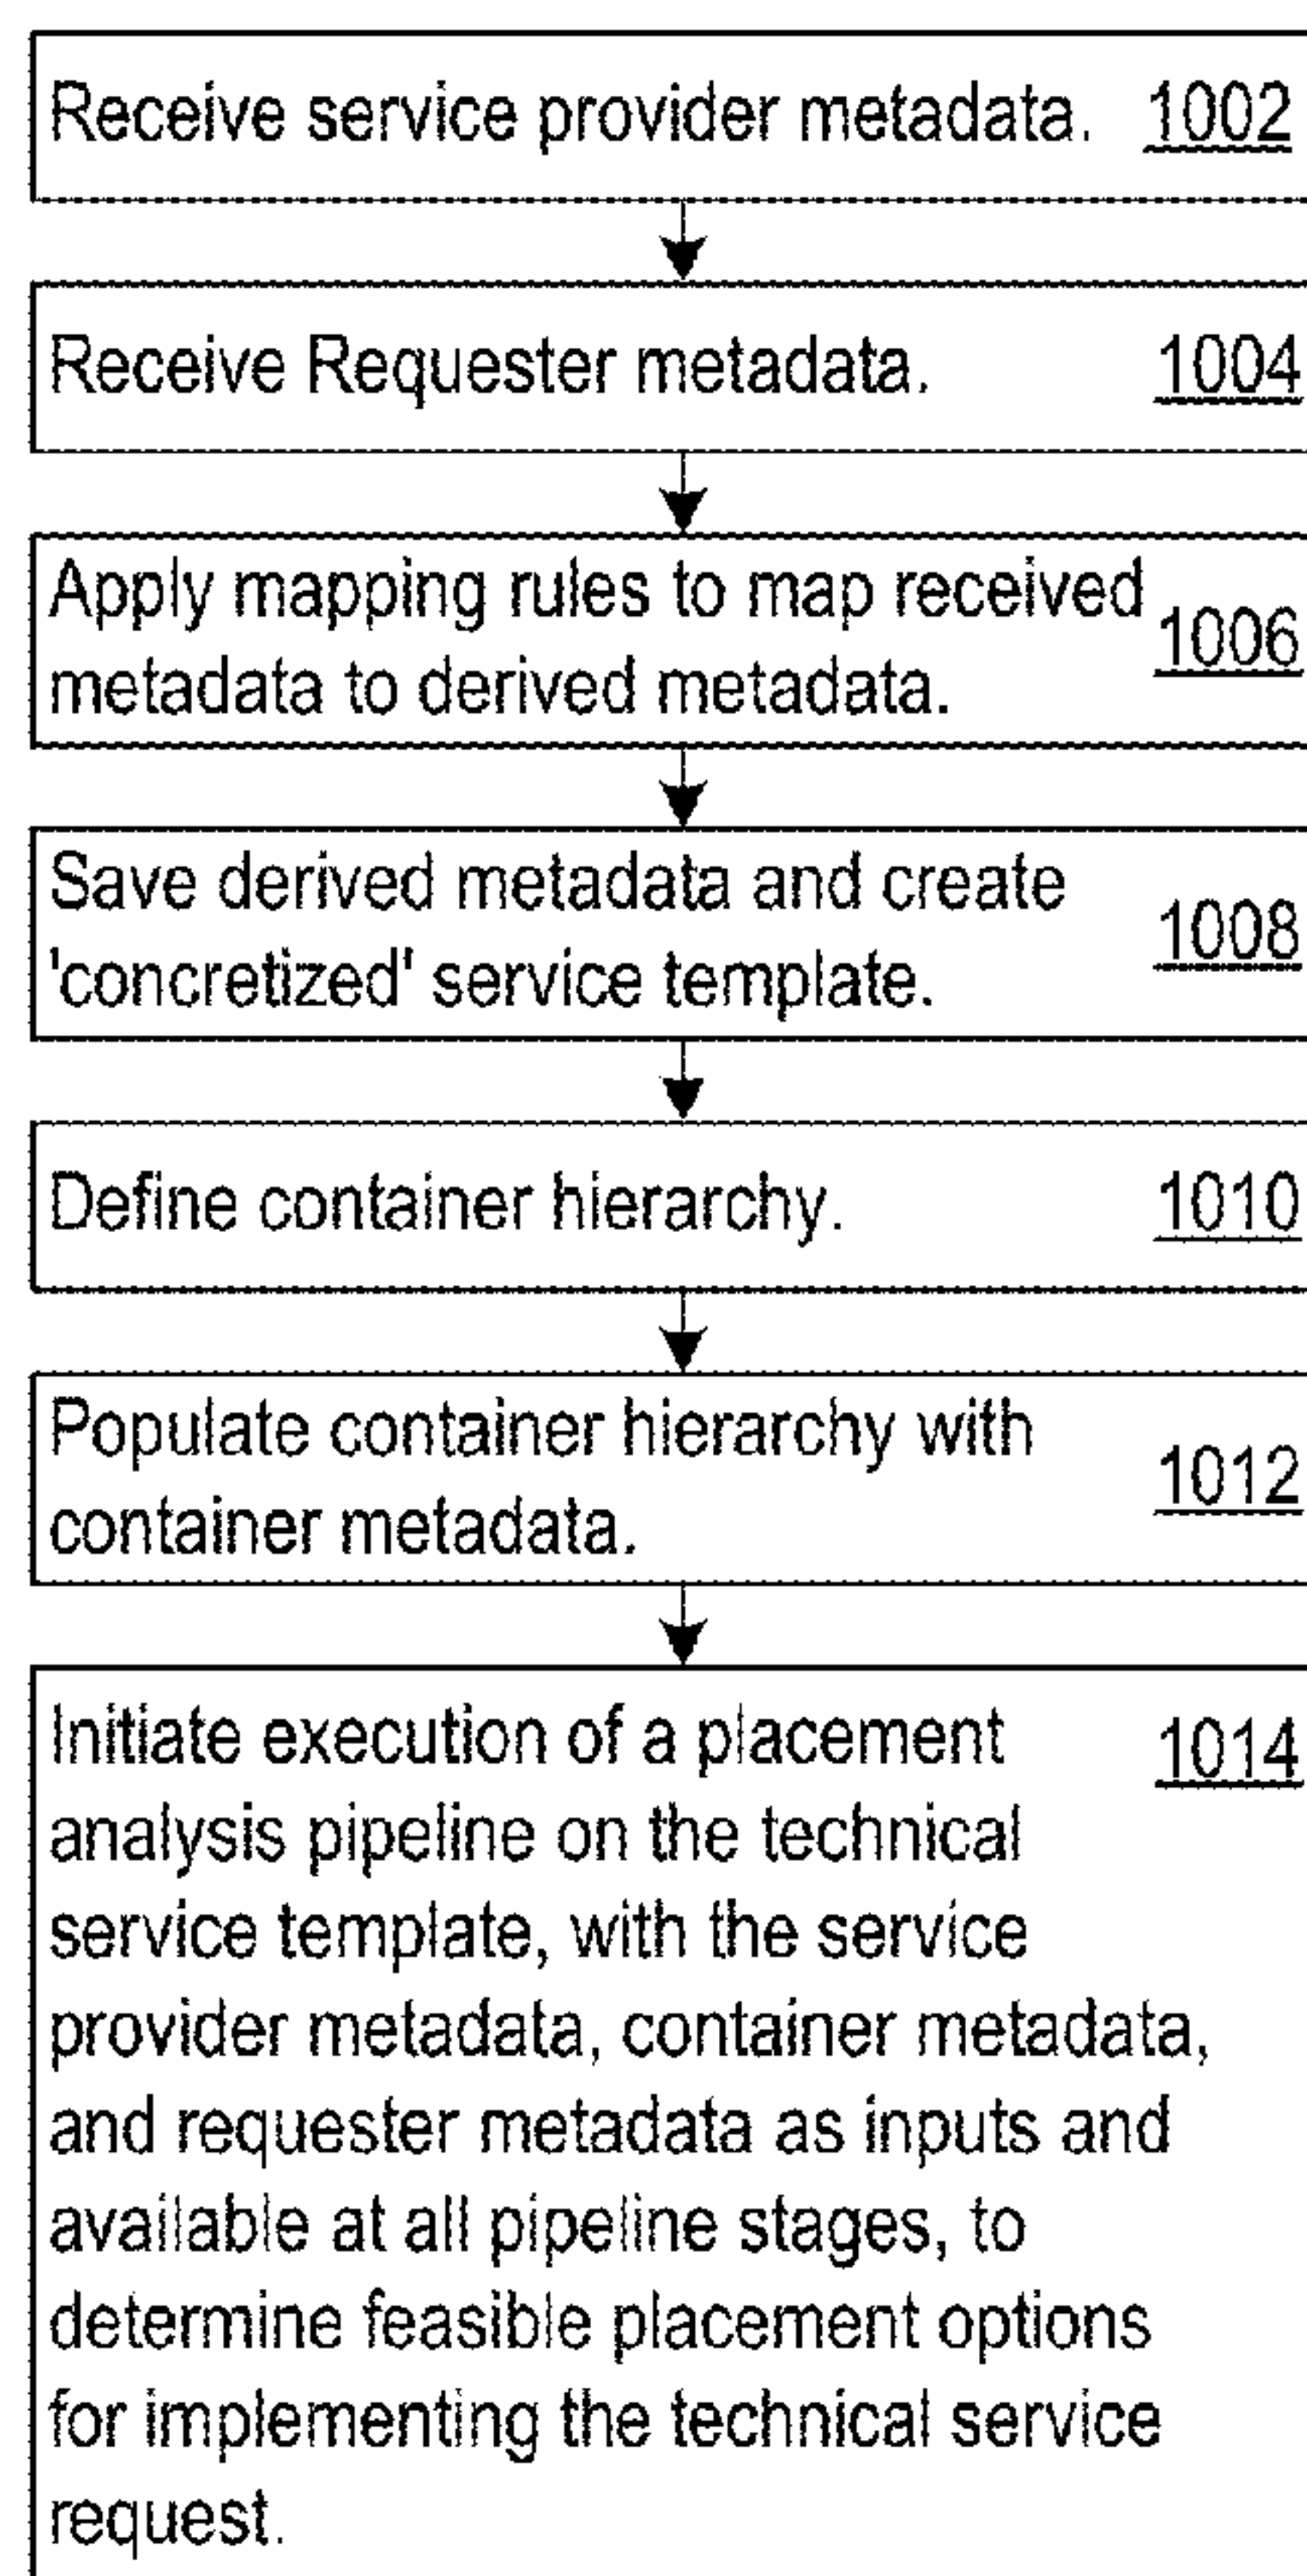 Receive service provider metadata. 1002
Receive Requester metadata. 1004
Apply mapping rules to map received 1006
metadata to derived metadata.
Save derived metadata and create 1008
'concretized' service template.
Define container hierarchy. 1010
Populate container hierarchy with 1012
container metadata.
Initiate execution of a placement 1014
analysis pipeline on the technical
service template, with the service
provider metadata, container metadata,
and requester metadata as inputs and
available at all pipeline stages, to
determine feasible placement options
for implementing the technical service
request.